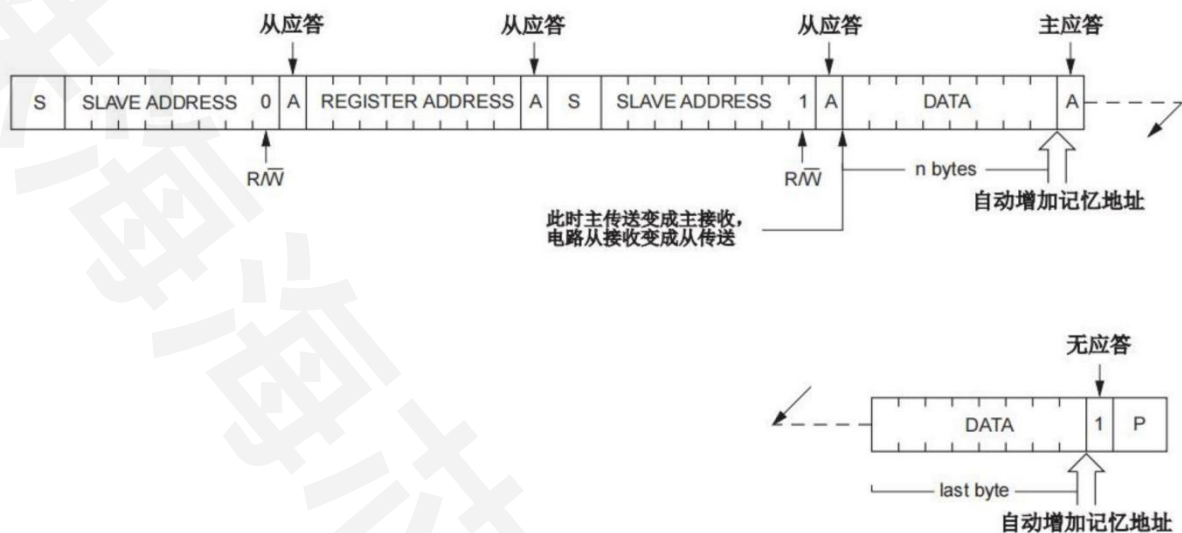 从应答 从应答 从应答 主应答
S SLAVE ADDRESS 0 A REGISTER ADDRESS A S SLAVE ADDRESS 1 A DATA A
R/W̅ R/W̅ n bytes
自动增加记忆地址
此时主传送变成主接收，
电路从接收变成从传送
无应答
DATA 1 P
last byte
自动增加记忆地址